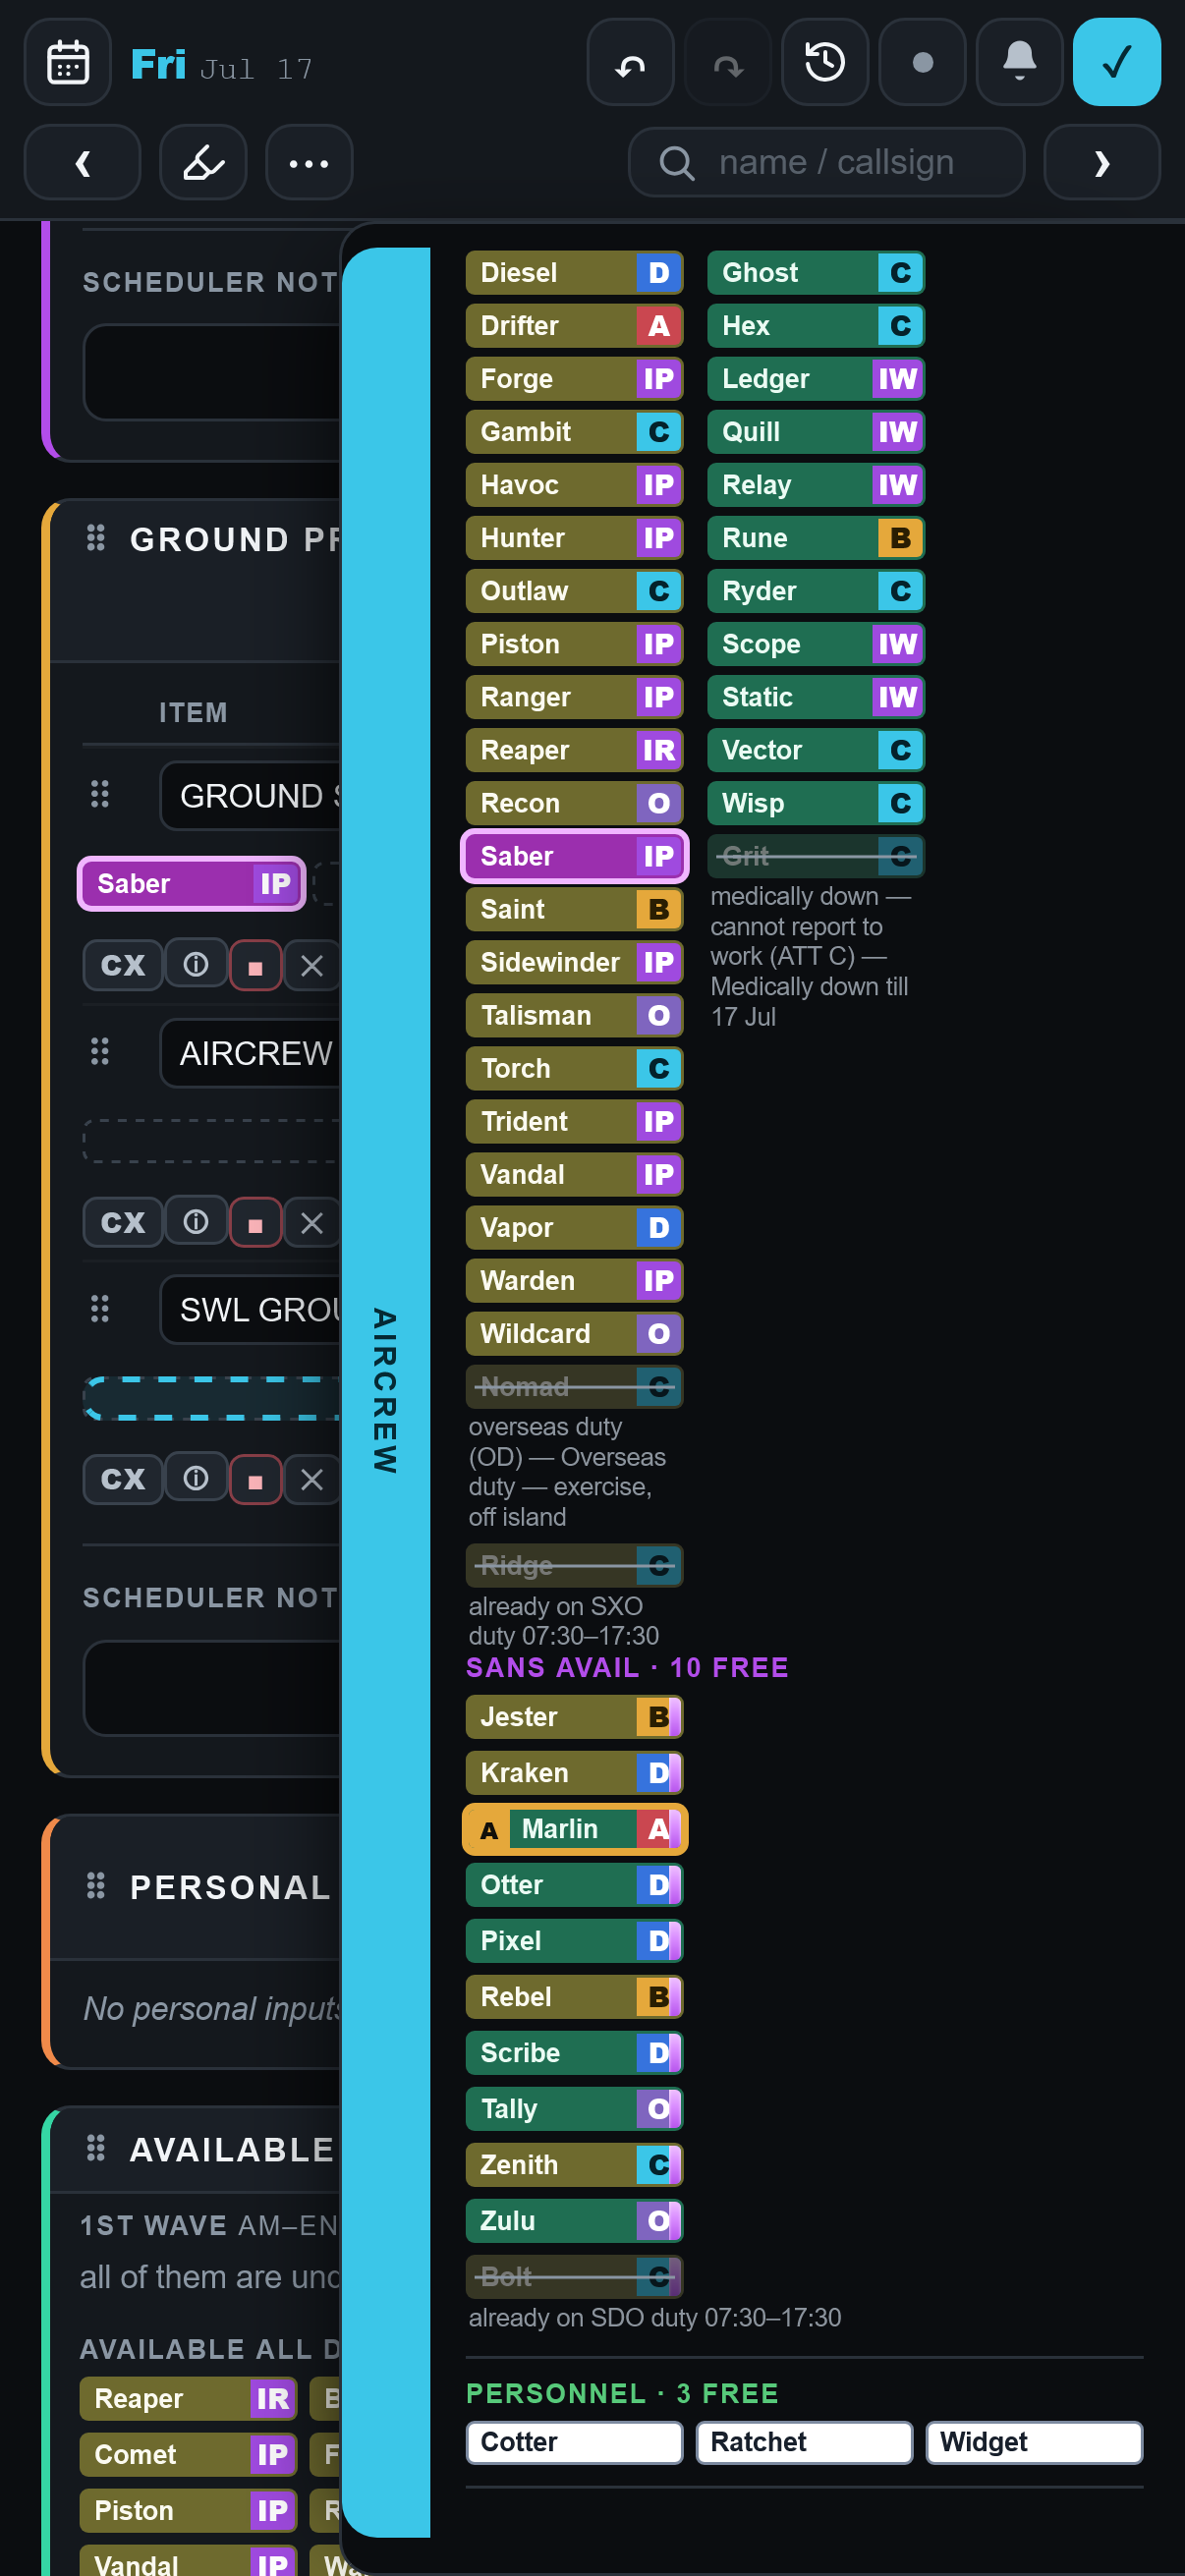 Fri Jul 17
name / callsign
SCHEDULER NOT
GROUND PR
ITEM
GROUND S
Saber IP
CX
AIRCREW
CX
SWL GROU
CX
SCHEDULER NOT
PERSONAL
No personal inputs
AVAILABLE
1ST WAVE AM–EN
all of them are und
AVAILABLE ALL D
Reaper IR B
Comet IP F
Piston IP R
Vandal IP Wa
AIRCREW
Diesel D
Drifter A
Forge IP
Gambit C
Havoc IP
Hunter IP
Outlaw C
Piston IP
Ranger IP
Reaper IR
Recon O
Saber IP
Saint B
Sidewinder IP
Talisman O
Torch C
Trident IP
Vandal IP
Vapor D
Warden IP
Wildcard O
Nomad C
overseas duty
(OD) — Overseas
duty — exercise,
off island
Ridge C
already on SXO
duty 07:30–17:30
Ghost C
Hex C
Ledger IW
Quill IW
Relay IW
Rune B
Ryder C
Scope IW
Static IW
Vector C
Wisp C
Grit C
medically down —
cannot report to
work (ATT C) —
Medically down till
17 Jul
SANS AVAIL · 10 FREE
Jester B
Kraken D
A Marlin A
Otter D
Pixel D
Rebel B
Scribe D
Tally O
Zenith C
Zulu O
Bolt C
already on SDO duty 07:30–17:30
PERSONNEL · 3 FREE
Cotter Ratchet Widget